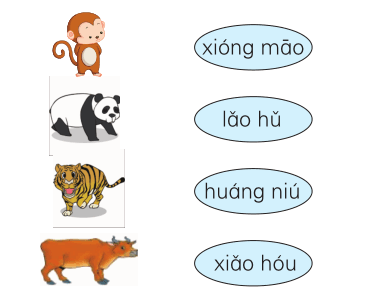 xióng māo
lǎo hǔ
huáng niú
xiǎo hóu